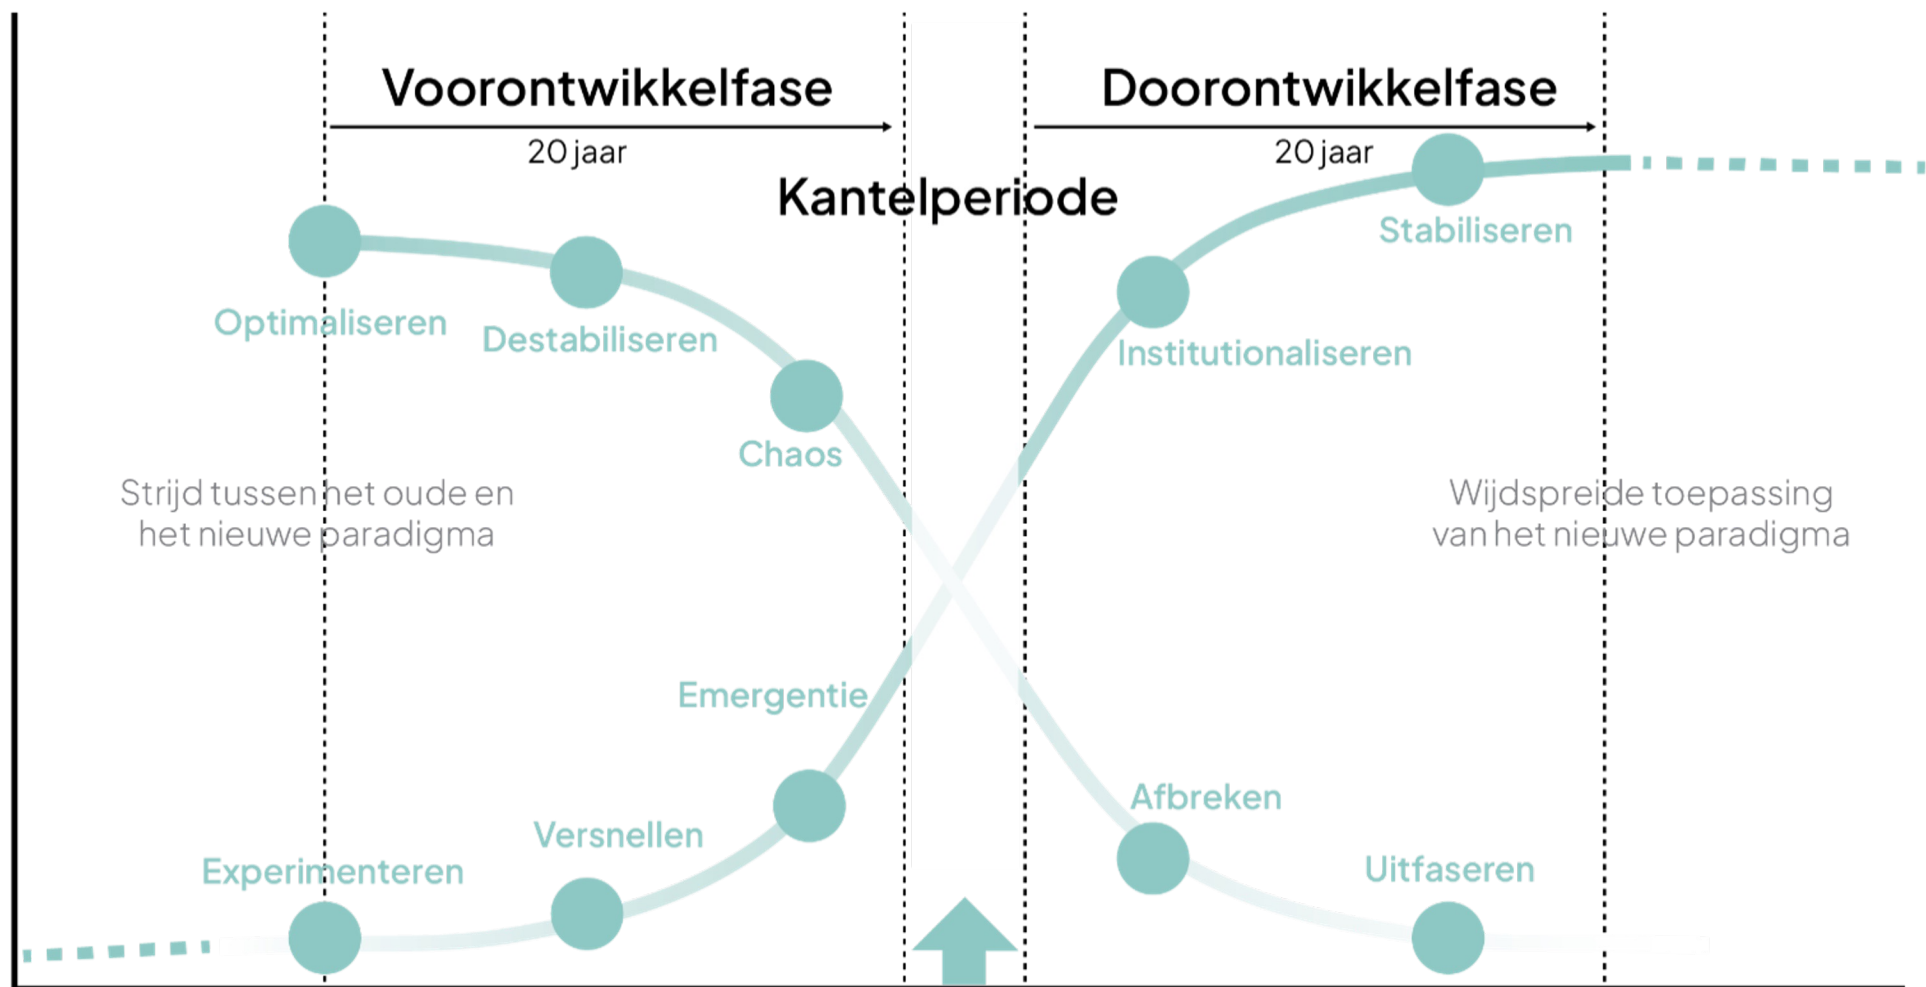 Voorontwikkelfase
20 jaar
Doorontwikkelfase
20 jaar
Kantelperiode
Optimaliseren
Destabiliseren
Chaos
Stabiliseren
Institutionaliseren
Strijd tussen het oude en
het nieuwe paradigma
Wijdspreide toepassing
van het nieuwe paradigma
Emergentie
Versnellen
Experimenteren
Afbreken
Uitfaseren